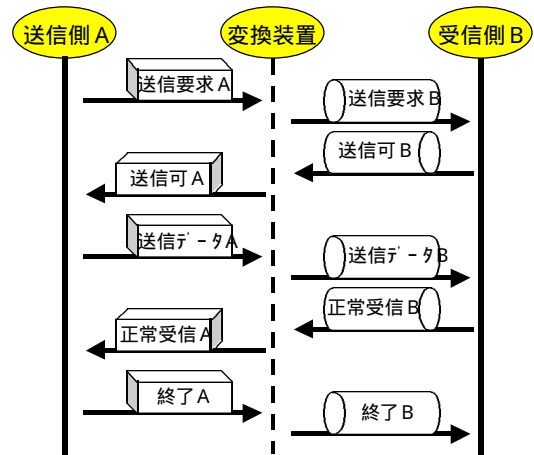 送信側A
変換装置
受信側B
送信要求A
送信要求B
送信可B
送信可A
送信ﾃﾞｰﾀA
送信ﾃﾞｰﾀB
正常受信B
正常受信A
終了A
終了B